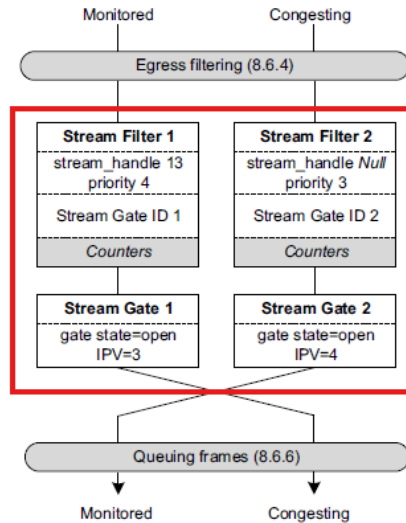 Monitored
Congesting
Egress filtering (8.6.4)
Stream Filter 1
stream_handle 13
priority 4
Stream Gate ID 1
Counters
Stream Gate 1
gate state=open
IPV=3
Stream Filter 2
stream_handle Null
priority 3
Stream Gate ID 2
Counters
Stream Gate 2
gate state=open
IPV=4
Queuing frames (8.6.6)
Monitored
Congesting